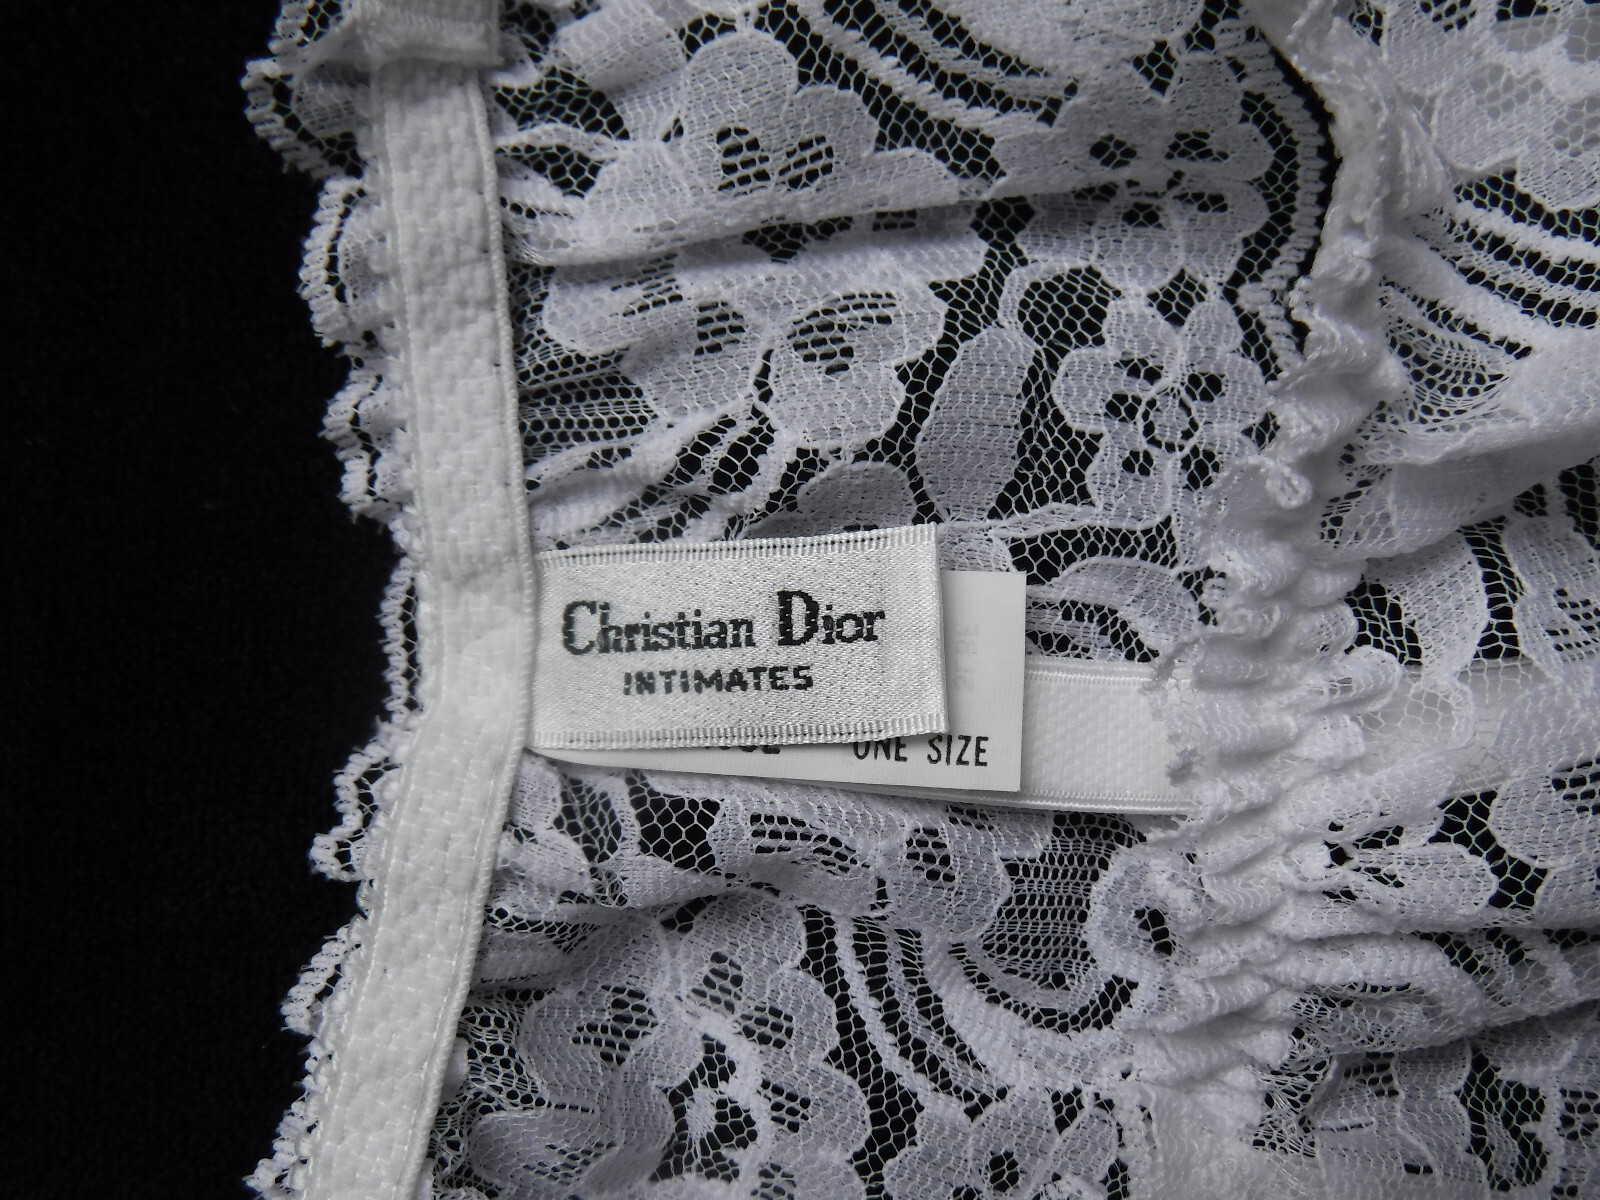 Christian Dior
INTIMATES
ONE SIZE